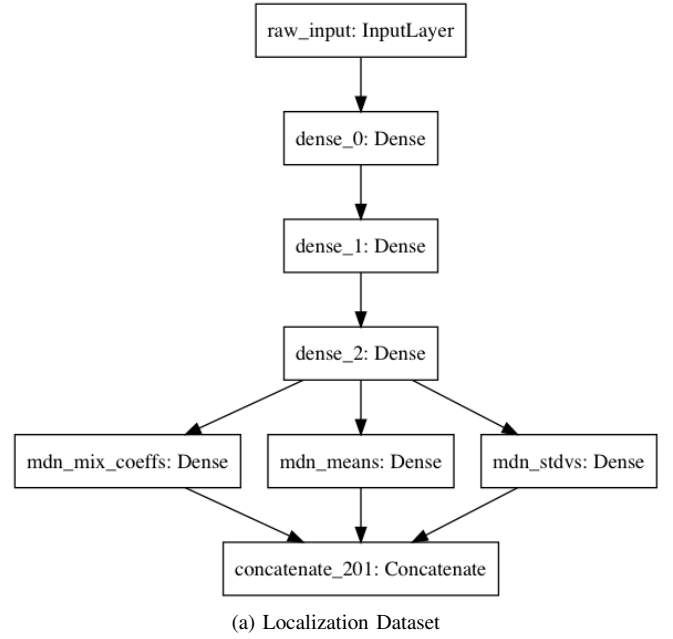 raw_input: InputLayer
dense_0: Dense
dense_1: Dense
dense_2: Dense
mdn_mix_coeffs: Dense
mdn_means: Dense
mdn_stdvs: Dense
concatenate_201: Concatenate
(a) Localization Dataset